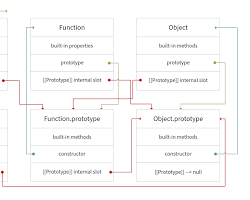 Function
Object
built-in properties
built-in methods
prototype
prototype
[[Prototype]] internal slot
[[Prototype]] internal slot
Function.prototype
Object.prototype
built-in methods
built-in methods
constructor
constructor
[[Prototype]] internal slot
[[Prototype]] —> null